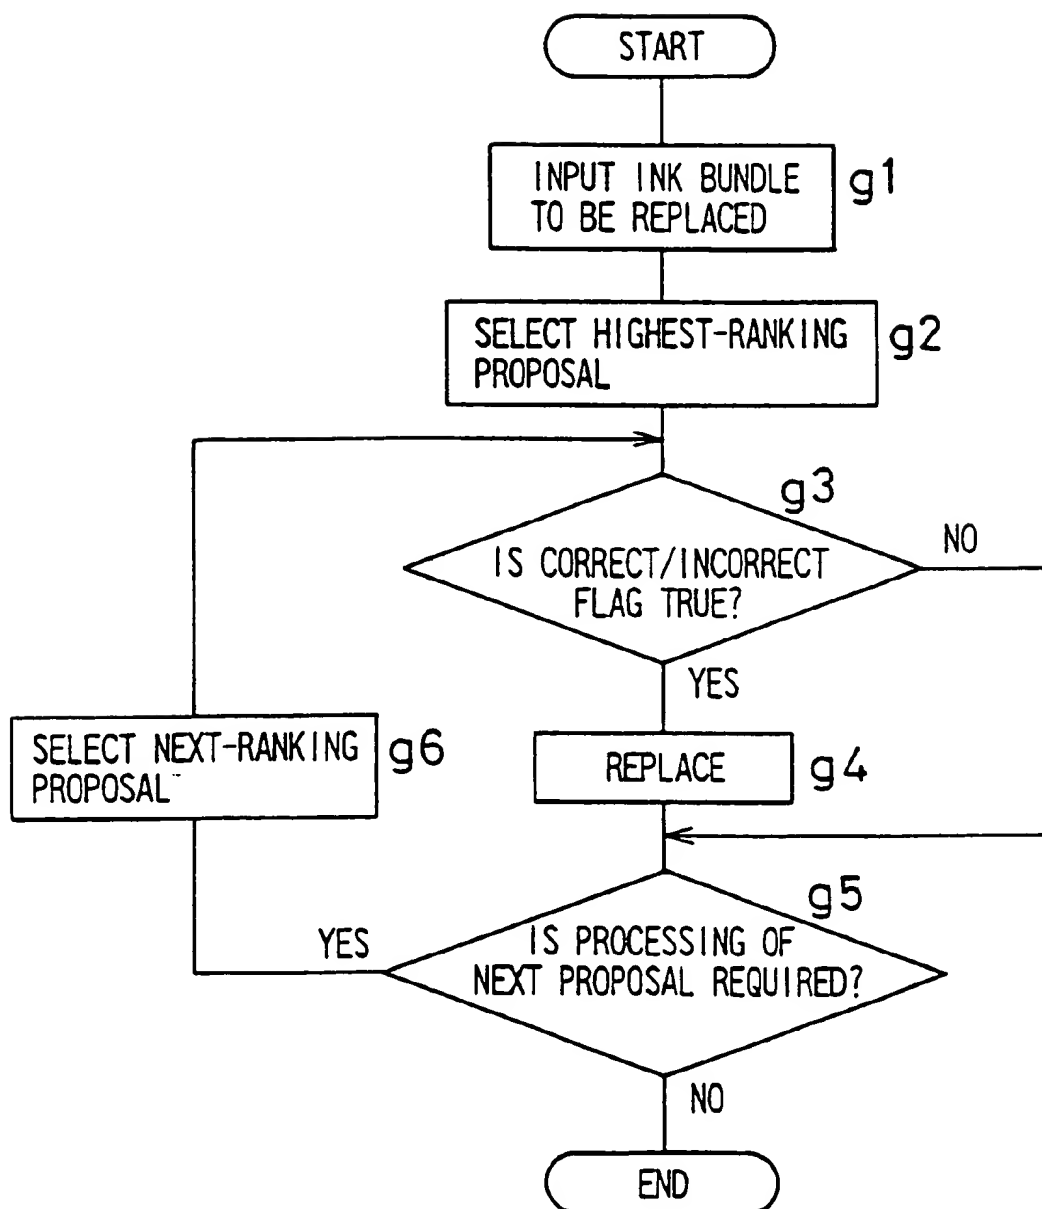 START
INPUT INK BUNDLE
TO BE REPLACED
g1
SELECT HIGHEST-RANKING
PROPOSAL
g2
g3
IS CORRECT/INCORRECT
FLAG TRUE?
NO
YES
REPLACE
g4
SELECT NEXT-RANKING
PROPOSAL
g6
g5
IS PROCESSING OF
NEXT PROPOSAL REQUIRED?
YES
NO
END